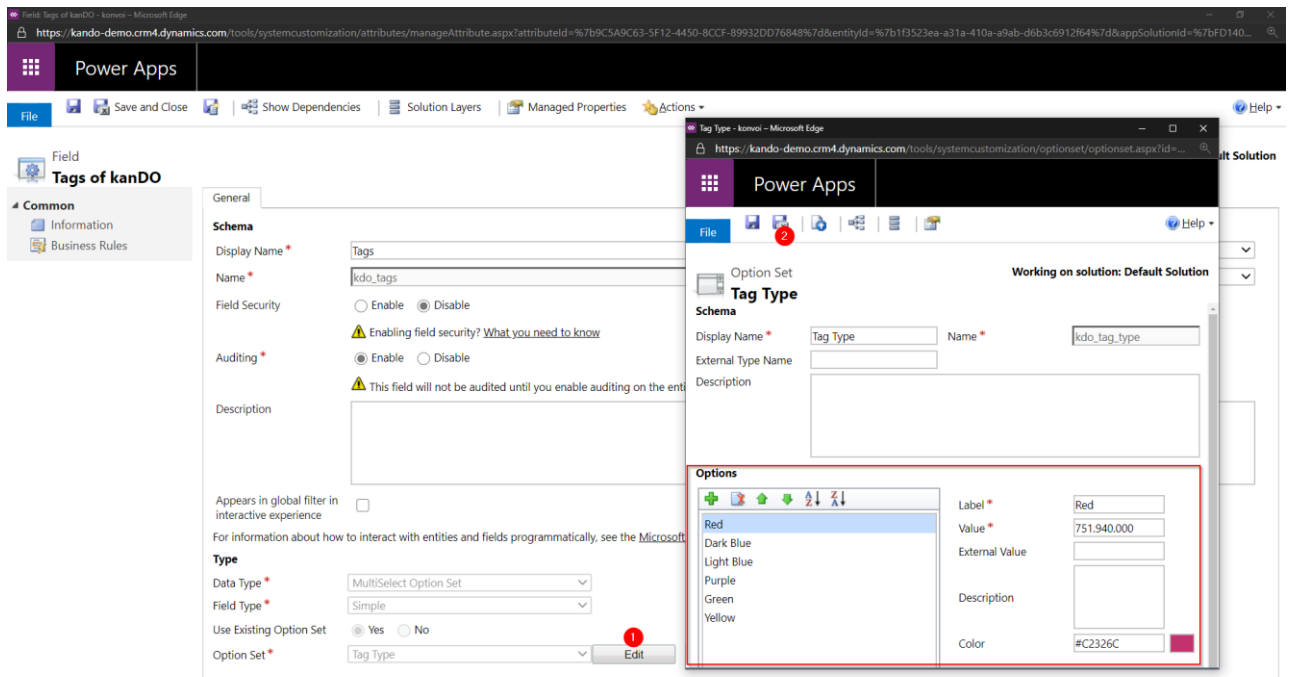 Field: Tags of kanDO - konvoi – Microsoft Edge
https://kando-demo.crm4.dynamics.com/tools/systemcustomization/attributes/manageAttribute.aspx?attributeId=%7b9C5A9C63-5F12-4450-8CCF-89932DD76848%7d&entityId=%7b1f3523ea-a31a-410a-a9ab-d6b3c6912f64%7d&appSolutionId=%7bFD140...
Power Apps
File
Save and Close
Show Dependencies
Solution Layers
Managed Properties
Actions
Help
Field
Tags of kanDO
ult Solution
Common
Information
Business Rules
General
Schema
Display Name *
Tags
Name *
kdo_tags
Field Security
Enable
Disable
Enabling field security? What you need to know
Auditing *
Enable
Disable
This field will not be audited until you enable auditing on the enti
Description
Appears in global filter in
interactive experience
For information about how to interact with entities and fields programmatically, see the Microsoft
Type
Data Type *
MultiSelect Option Set
Field Type *
Simple
Use Existing Option Set
Yes
No
1
Option Set *
Tag Type
Edit
Tag Type - konvoi – Microsoft Edge
https://kando-demo.crm4.dynamics.com/tools/systemcustomization/optionset/optionset.aspx?id=...
Power Apps
File
2
Help
Option Set
Tag Type
Working on solution: Default Solution
Schema
Display Name *
Tag Type
Name *
kdo_tag_type
External Type Name
Description
Options
Red
Dark Blue
Light Blue
Purple
Green
Yellow
Label *
Red
Value *
751.940.000
External Value
Description
Color
#C2326C